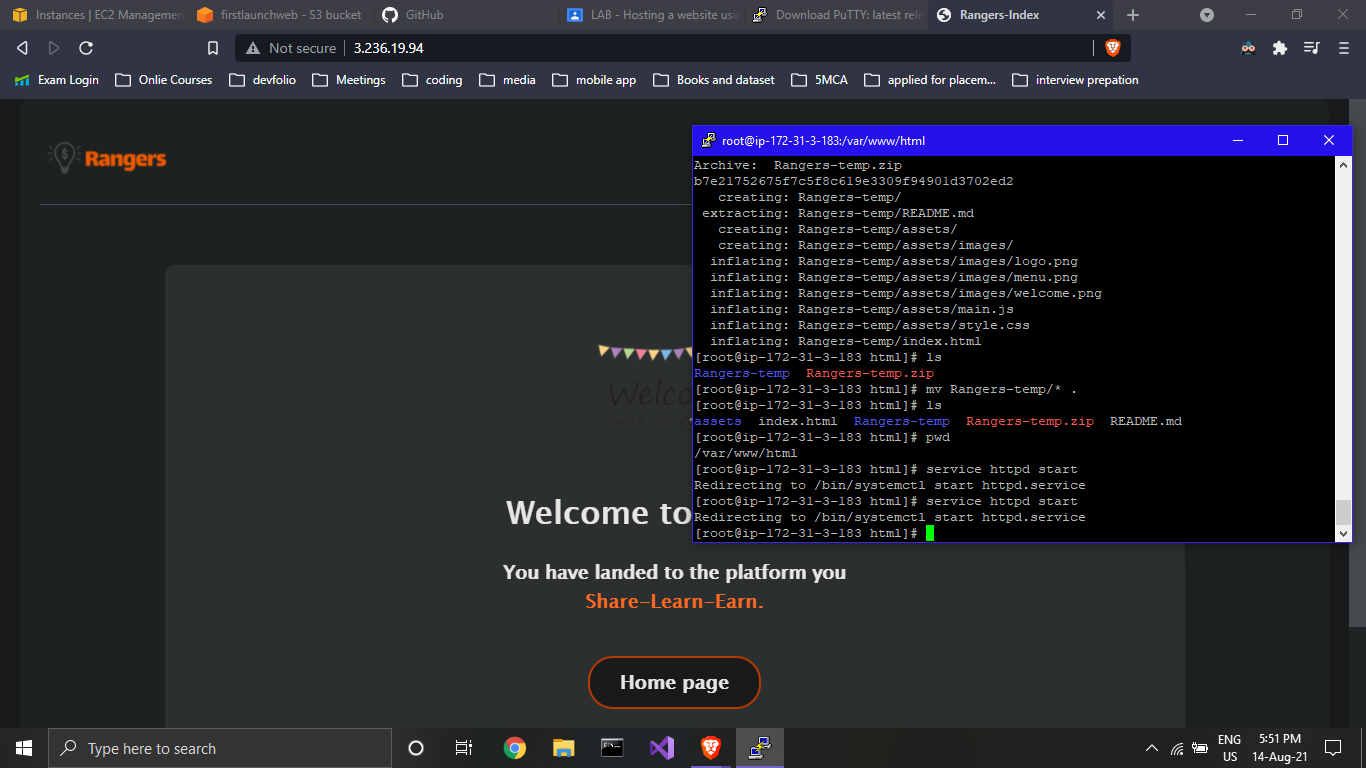 Instances | EC2 Managemen
firstlaunchweb - S3 bucket
GitHub
LAB - Hosting a website usin
Download PuTTY: latest rele
Rangers-Index
Not secure
3.236.19.94
Exam Login
Onlie Courses
devfolio
Meetings
coding
media
mobile app
Books and dataset
5MCA
applied for placem...
interview prepation
Rangers
Welco
Glad you
Welcome to
You have landed to the platform you
Share-Learn-Earn.
Home page
root@ip-172-31-3-183:/var/www/html
Archive:  Rangers-temp.zip
b7e21752675f7c5f8c619e3309f94901d3702ed2
   creating: Rangers-temp/
 extracting: Rangers-temp/README.md
   creating: Rangers-temp/assets/
   creating: Rangers-temp/assets/images/
  inflating: Rangers-temp/assets/images/logo.png
  inflating: Rangers-temp/assets/images/menu.png
  inflating: Rangers-temp/assets/images/welcome.png
  inflating: Rangers-temp/assets/main.js
  inflating: Rangers-temp/assets/style.css
  inflating: Rangers-temp/index.html
[root@ip-172-31-3-183 html]# ls
Rangers-temp  Rangers-temp.zip
[root@ip-172-31-3-183 html]# mv Rangers-temp/* .
[root@ip-172-31-3-183 html]# ls
assets  index.html  Rangers-temp  Rangers-temp.zip  README.md
[root@ip-172-31-3-183 html]# pwd
/var/www/html
[root@ip-172-31-3-183 html]# service httpd start
Redirecting to /bin/systemctl start httpd.service
[root@ip-172-31-3-183 html]# service httpd start
Redirecting to /bin/systemctl start httpd.service
[root@ip-172-31-3-183 html]#
Type here to search
ENG
US
5:51 PM
14-Aug-21